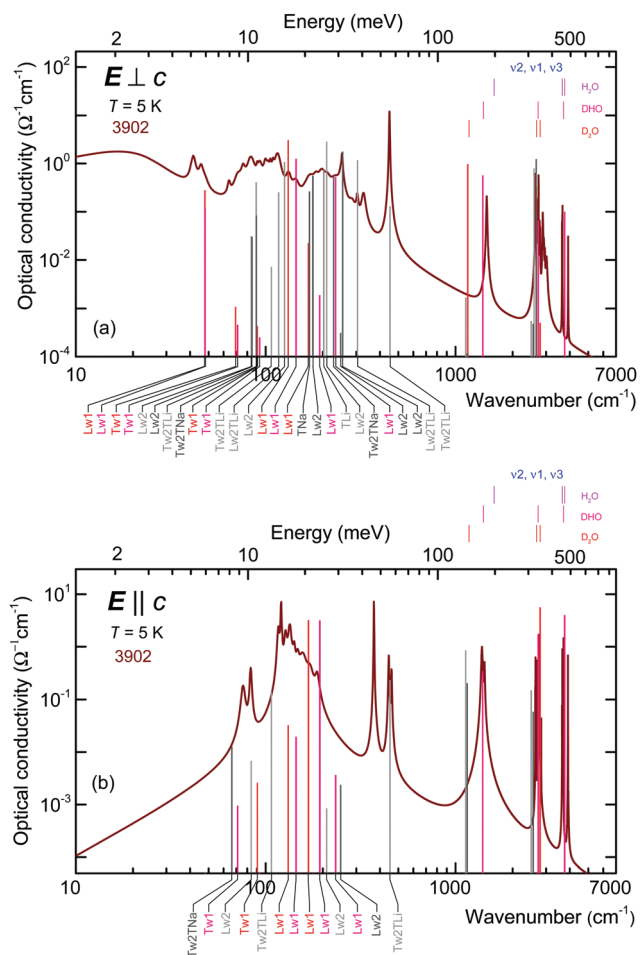 Energy (meV)
2 10 100 500
E ⊥ c
T = 5 K
3902
ν2, ν1, ν3
H₂O
DHO
D₂O
Optical conductivity (Ω⁻¹cm⁻¹)
10²
10⁰
10⁻²
10⁻⁴
(a)
10 100 1000 7000
Wavenumber (cm⁻¹)
Lw1
Lw1
Tw1
Tw1
Lw2
Lw2
Tw2TLi
Tw2TNa
Tw1
Tw1
Tw2TLi
Lw2TLi
Lw2
Lw1
Lw1
Lw1
TNa
Lw2
Lw1
TLi
Lw2
Tw2TNa
Lw1
Lw2
Lw2
Lw2TLi
Tw2TLi
ν2, ν1, ν3
H₂O
DHO
D₂O
Energy (meV)
2 10 100 500
E || c
T = 5 K
3902
Optical conductivity (Ω⁻¹cm⁻¹)
10¹
10⁻¹
10⁻³
(b)
10 100 1000 7000
Wavenumber (cm⁻¹)
Tw2TNa
Tw1
Lw2
Tw1
Tw2TLi
Lw1
Lw1
Lw1
Lw1
Lw2
Lw1
Lw2
Tw2TLi